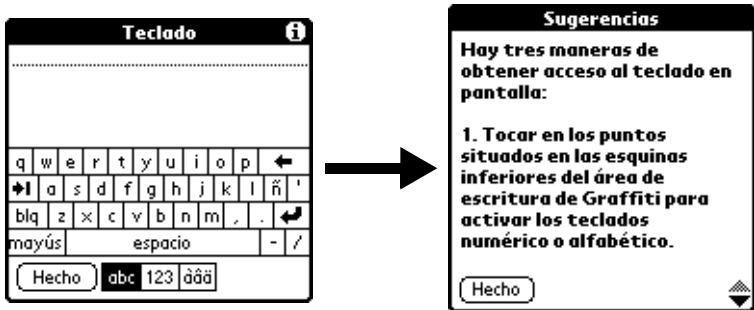 Teclado
q w e r t y u i o p
a s d f g h j k l ñ '
blq z x c v b n m , .
mayús espacio - /
Hecho abc 123 àâä
Sugerencias
Hay tres maneras de
obtener acceso al teclado en
pantalla:
1. Tocar en los puntos
situados en las esquinas
inferiores del área de
escritura de Graffiti para
activar los teclados
numérico o alfabético.
Hecho